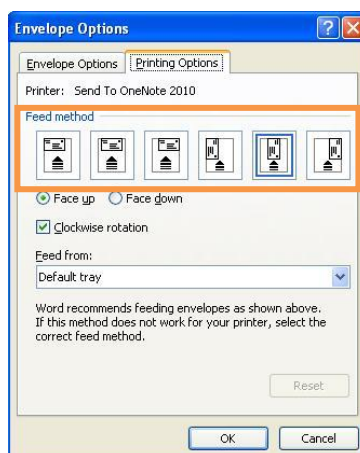 Envelope Options
Envelope Options Printing Options
Printer: Send To OneNote 2010
Feed method
Face up Face down
Clockwise rotation
Feed from:
Default tray
Word recommends feeding envelopes as shown above.
If this method does not work for your printer, select the
correct feed method.
Reset
OK Cancel